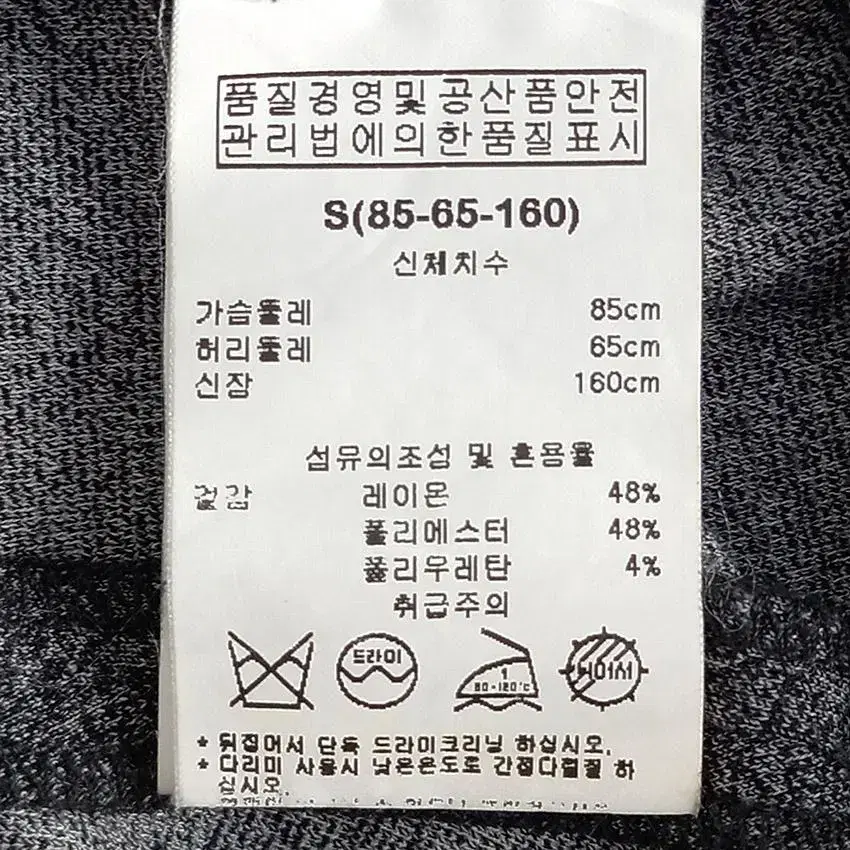 품질경영및공산품안전
관리법에의한품질표시
S(85-65-160)
신체치수
가슴둘레 85cm
허리둘레 65cm
신장 160cm
섬유의조성 및 혼용율
겉감 레이온 48%
폴리에스터 48%
폴리우레탄 4%
취급주의
드라이
1
80-120℃
뉘어서
* 뒤집어서 단독 드라이크리닝 하십시오.
* 다리미 사용시 낮은온도로 간접다림질 하
십시오.